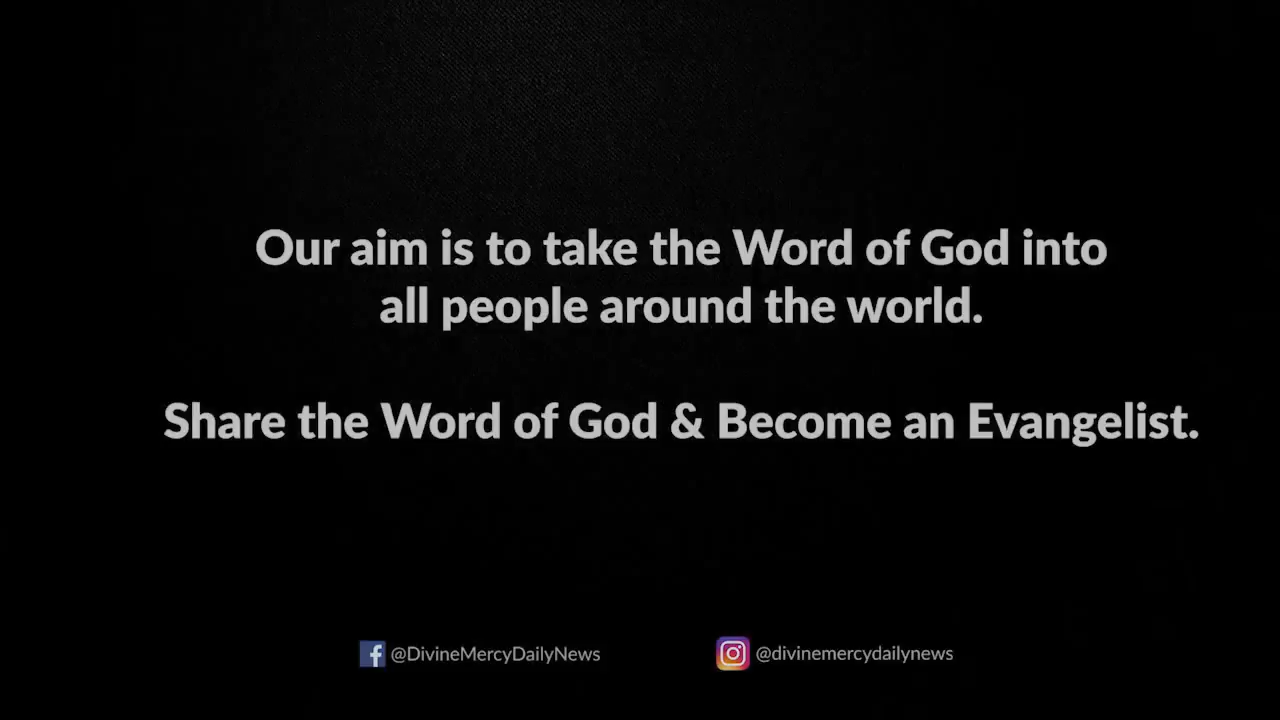 Our aim is to take the Word of God into
all people around the world.
Share the Word of God & Become an Evangelist.
@DivineMercyDailyNews
@divinemercydailynews